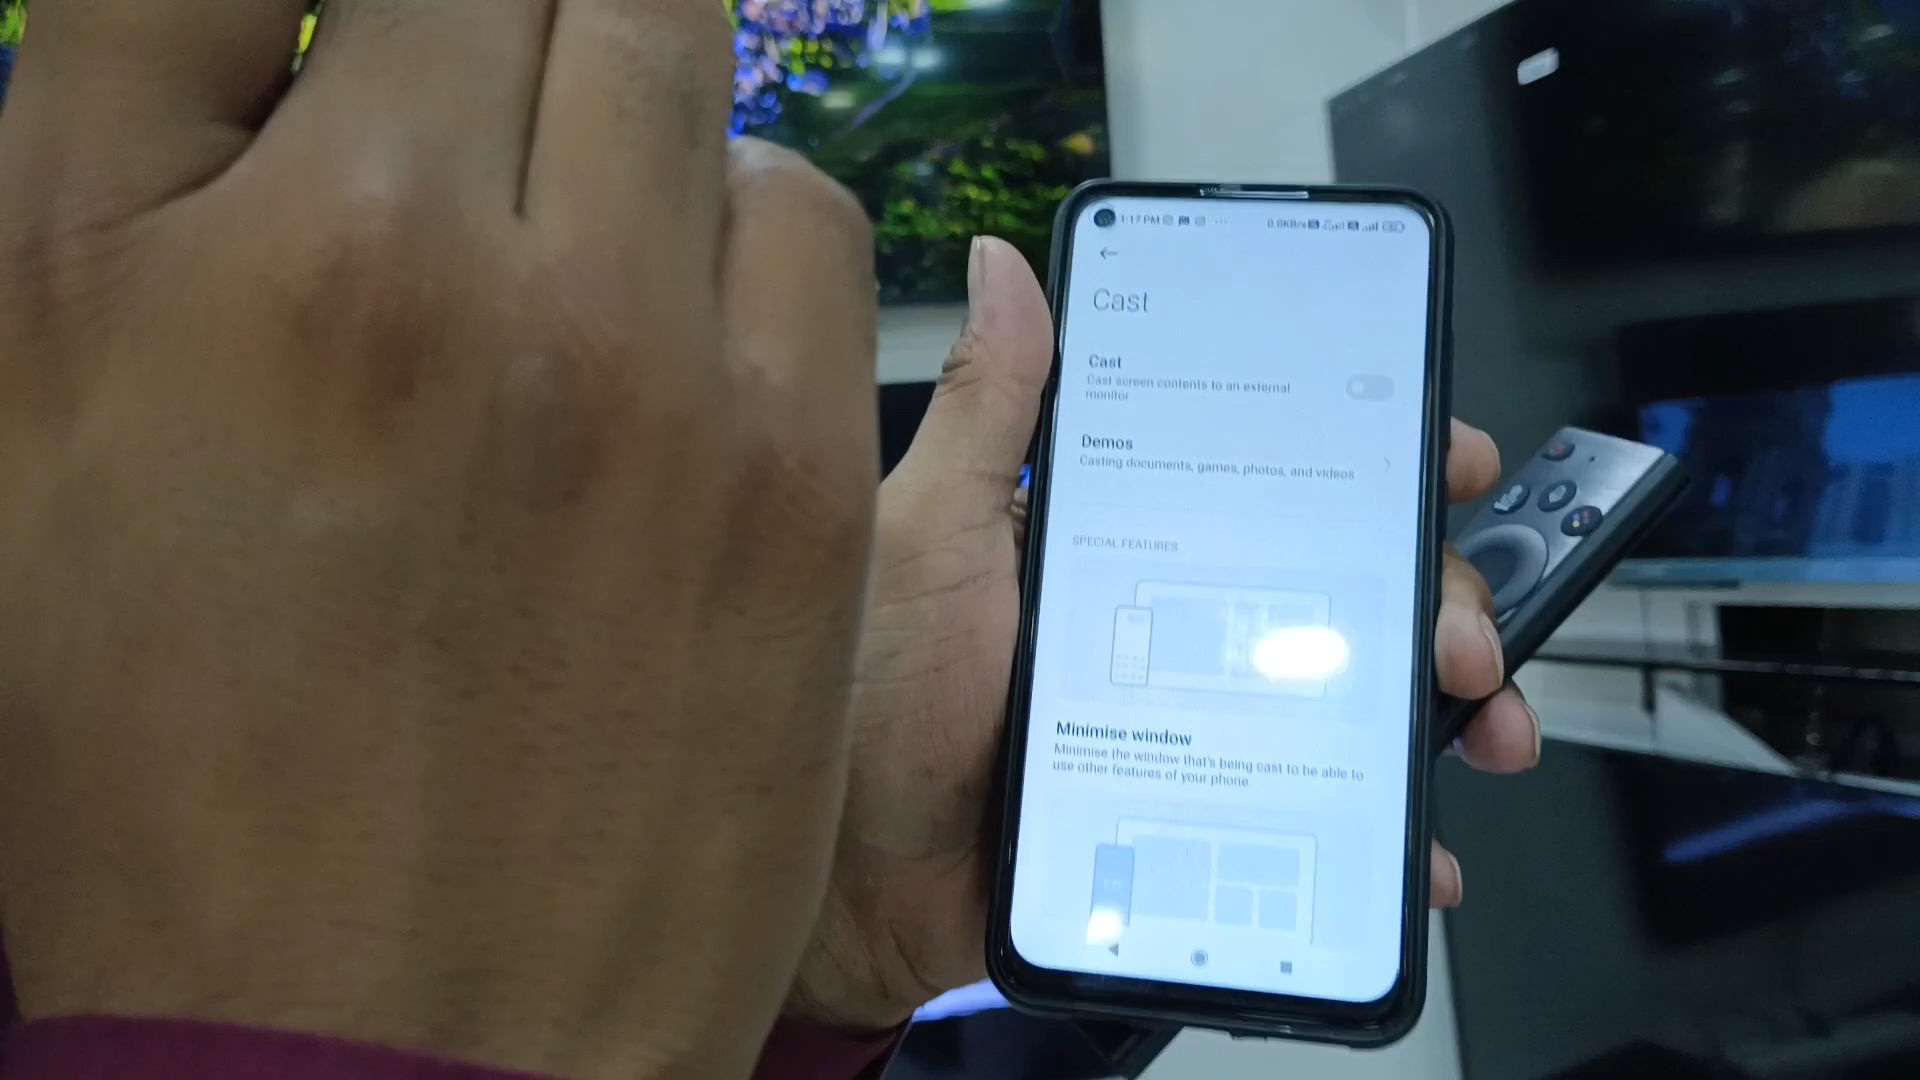 1:17 PM
0.0KB/s
Cast
Cast
Cast screen contents to an external
monitor
Demos
Casting documents, games, photos, and videos
SPECIAL FEATURES
Minimise window
Minimise the window that's being cast to be able to
use other features of your phone.